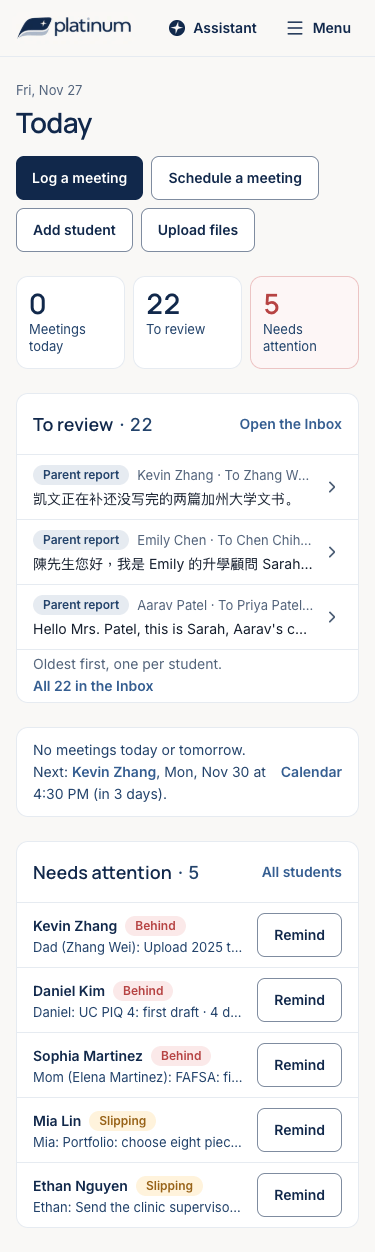 platinum
Assistant
Menu
Fri, Nov 27
Today
Log a meeting
Schedule a meeting
Add student
Upload files
0
Meetings
today
22
To review
5
Needs
attention
To review · 22
Open the Inbox
Parent report Kevin Zhang · To Zhang W...
凯文正在补还没写完的两篇加州大学文书。
Parent report Emily Chen · To Chen Chih...
陳先生您好，我是 Emily 的升學顧問 Sarah...
Parent report Aarav Patel · To Priya Patel...
Hello Mrs. Patel, this is Sarah, Aarav's c...
Oldest first, one per student.
All 22 in the Inbox
No meetings today or tomorrow.
Next: Kevin Zhang, Mon, Nov 30 at
4:30 PM (in 3 days).
Calendar
Needs attention · 5
All students
Kevin Zhang Behind
Dad (Zhang Wei): Upload 2025 t...
Remind
Daniel Kim Behind
Daniel: UC PIQ 4: first draft · 4 d...
Remind
Sophia Martinez Behind
Mom (Elena Martinez): FAFSA: fi...
Remind
Mia Lin Slipping
Mia: Portfolio: choose eight piec...
Remind
Ethan Nguyen Slipping
Ethan: Send the clinic superviso...
Remind